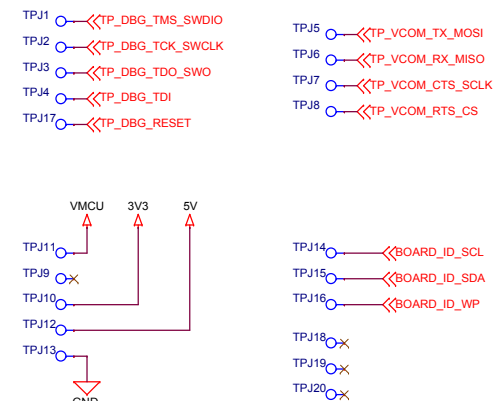 TPJ1 TP_DBG_TMS_SWDIO
TPJ2 TP_DBG_TCK_SWCLK
TPJ3 TP_DBG_TDO_SWO
TPJ4 TP_DBG_TDI
TPJ17 TP_DBG_RESET
TPJ5 TP_VCOM_TX_MOSI
TPJ6 TP_VCOM_RX_MISO
TPJ7 TP_VCOM_CTS_SCLK
TPJ8 TP_VCOM_RTS_CS
VMCU 3V3 5V
TPJ11
TPJ9
TPJ10
TPJ12
TPJ13
GND
TPJ14 BOARD_ID_SCL
TPJ15 BOARD_ID_SDA
TPJ16 BOARD_ID_WP
TPJ18
TPJ19
TPJ20